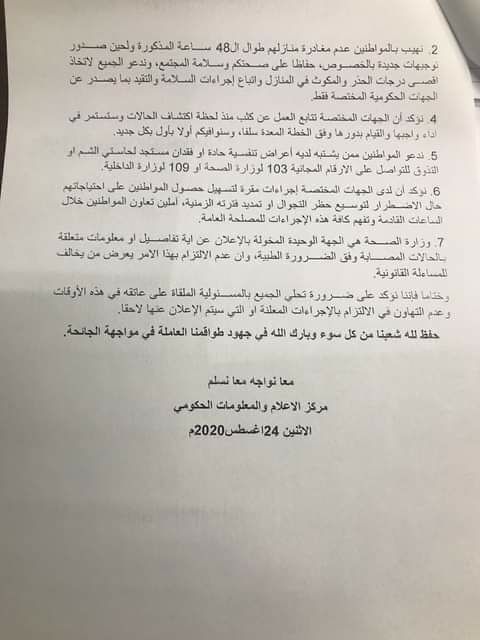 2. نهيب بالمواطنين عدم مغادرة منازلهم طوال ال48 ساعة المذكورة ولحين صدور
توجيهات جديدة بالخصوص، حفاظا على صحتكم وسلامة المجتمع، وندعو الجميع لاتخاذ
اقصى درجات الحذر والمكوث في المنازل واتباع إجراءات السلامة والتقيد بما يصدر عن
الجهات الحكومية المختصة فقط.
4. نؤكد أن الجهات المختصة تتابع العمل عن كثب منذ لحظة اكتشاف الحالات وستستمر في
اداء واجبها والقيام بدورها وفق الخطة المعدة سلفا، وسنوافيكم أولا بأول بكل جديد.
5. ندعو المواطنين ممن يشتبه لديه أعراض تنفسية حادة او فقدان مستجد لحاستي الشم او
التذوق للتواصل على الارقام المجانية 103 لوزارة الصحة او 109 لوزارة الداخلية.
6. نؤكد أن لدى الجهات المختصة إجراءات مقرة لتسهيل حصول المواطنين على احتياجاتهم
حال الاضطرار لتوسيع حظر التجوال او تمديد فترته الزمنية، آملين تعاون المواطنين خلال
الساعات القادمة وتفهم كافة هذه الإجراءات للمصلحة العامة.
7. وزارة الصحة هي الجهة الوحيدة المخولة بالإعلان عن اية تفاصيل او معلومات متعلقة
بالحالات المصابة وفق الضرورة الطبية، وان عدم الالتزام بهذا الامر يعرض من يخالف
للمساءلة القانونية.
وختاما فإننا نؤكد على ضرورة تحلي الجميع بالمسئولية الملقاة على عاتقه في هذه الأوقات
وعدم التهاون في الالتزام بالإجراءات المعلنة او التي سيتم الإعلان عنها لاحقا.
حفظ لله شعبنا من كل سوء وبارك الله في جهود طواقمنا العاملة في مواجهة الجائحة.
معا نواجه معا نسلم
مركز الاعلام والمعلومات الحكومي
الاثنين 24اغسطس2020م